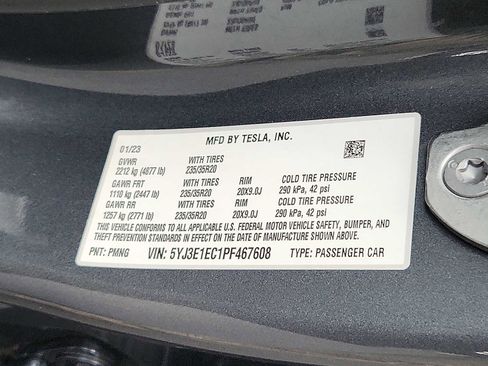 MFD BY TESLA, INC.
01/23
GVWR WITH TIRES
2212 kg (4877 lb) 235/35R20
GAWR FRT WITH TIRES RIM COLD TIRE PRESSURE
1110 kg (2447 lb) 235/35R20 20X9.0J 290 kPa, 42 psi
GAWR RR WITH TIRES RIM COLD TIRE PRESSURE
1257 kg (2771 lb) 235/35R20 20X9.0J 290 kPa, 42 psi
THIS VEHICLE CONFORMS TO ALL APPLICABLE U.S. FEDERAL MOTOR VEHICLE SAFETY, BUMPER, AND
THEFT PREVENTION STANDARDS IN EFFECT ON THE DATE OF MANUFACTURE SHOWN ABOVE.
PNT: PMNG VIN: 5YJ3E1EC1PF467608 TYPE: PASSENGER CAR